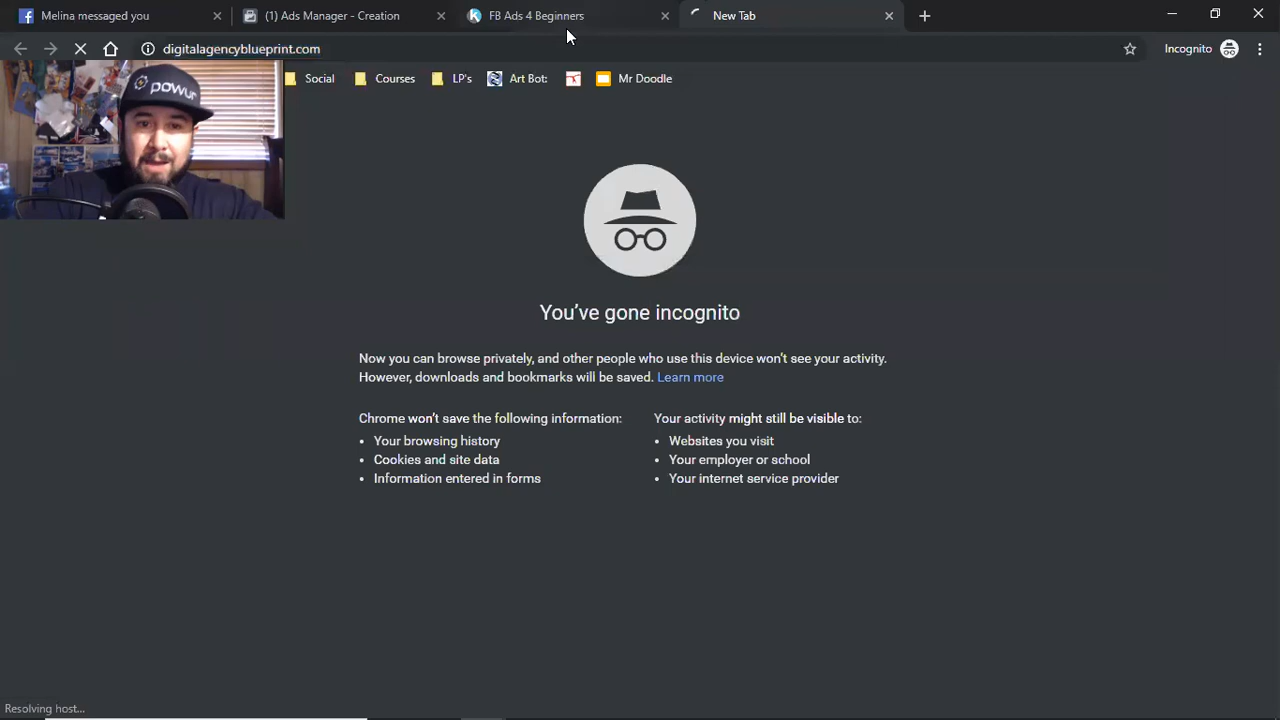 Melina messaged you
(1) Ads Manager - Creation
FB Ads 4 Beginners
New Tab
digitalagencyblueprint.com
Incognito
Social
Courses
LP's
Art Bot:
Mr Doodle
powur
You've gone incognito
Now you can browse privately, and other people who use this device won't see your activity.
However, downloads and bookmarks will be saved. Learn more
Chrome won't save the following information:
• Your browsing history
• Cookies and site data
• Information entered in forms
Your activity might still be visible to:
• Websites you visit
• Your employer or school
• Your internet service provider
Resolving host...